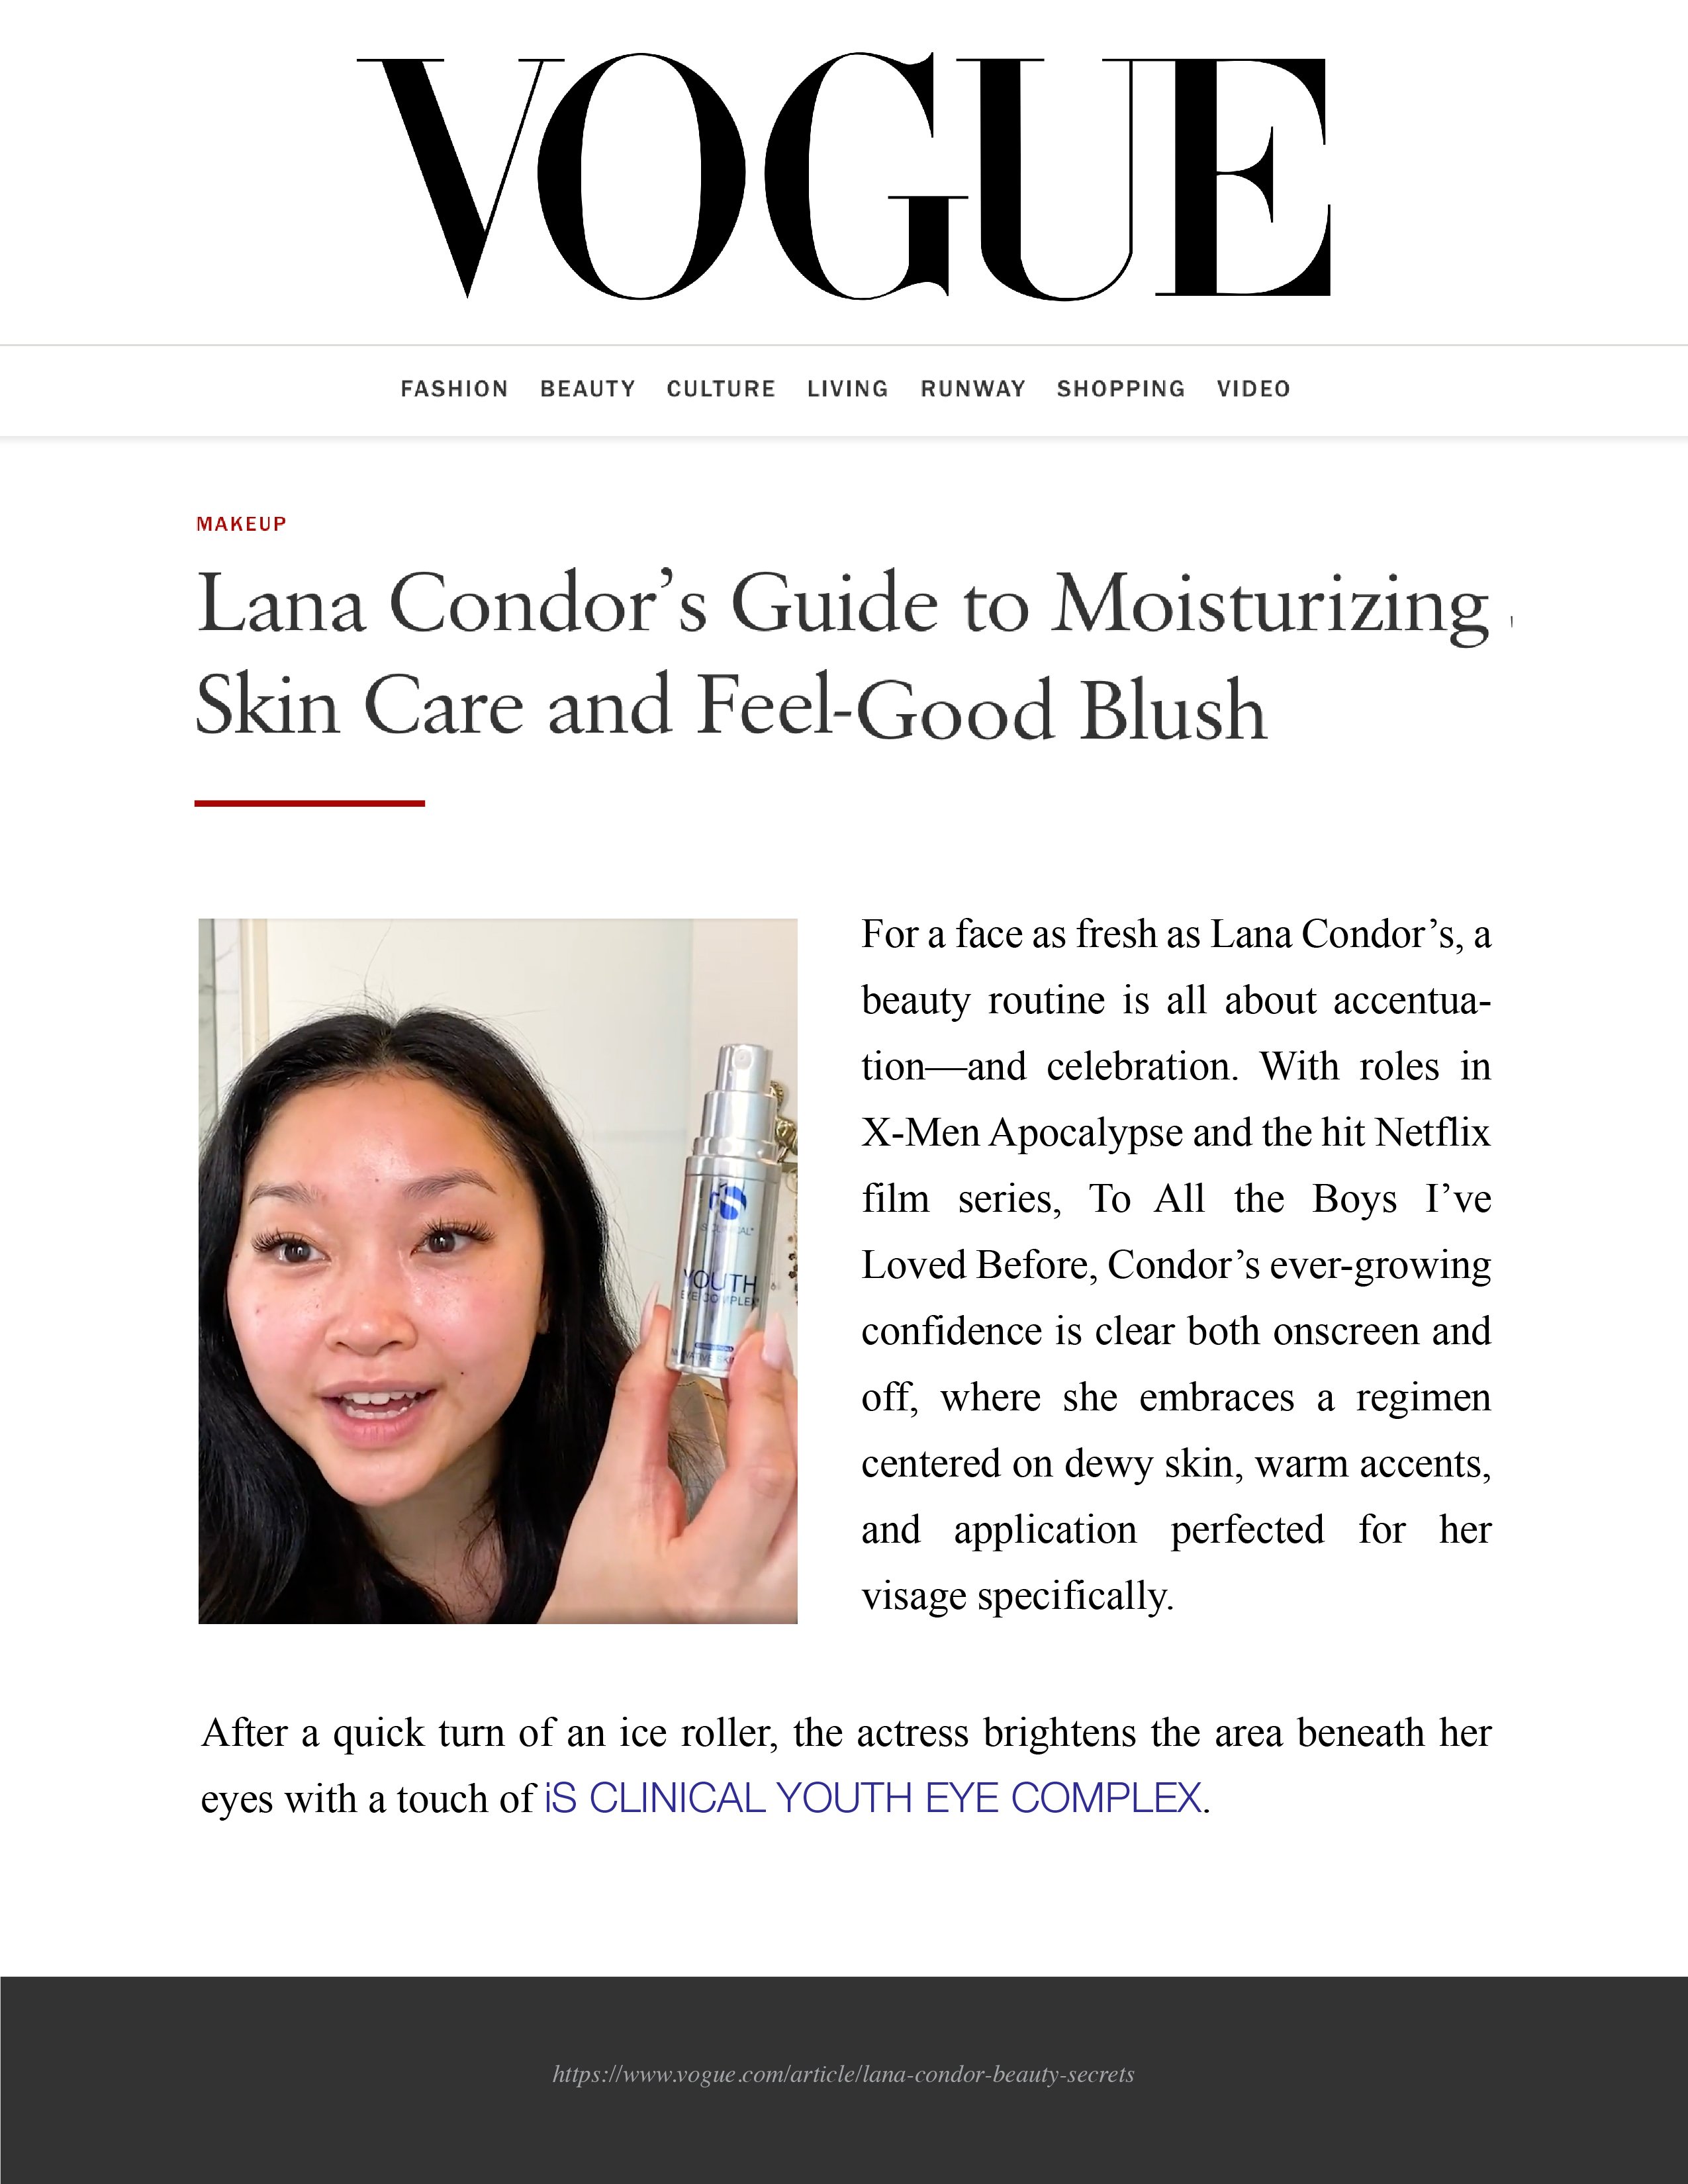 VOGUE
FASHION BEAUTY CULTURE LIVING RUNWAY SHOPPING VIDEO
MAKEUP
Lana Condor’s Guide to Moisturizing
Skin Care and Feel-Good Blush
For a face as fresh as Lana Condor’s, a
beauty routine is all about accentua-
tion—and celebration. With roles in
X-Men Apocalypse and the hit Netflix
film series, To All the Boys I’ve
Loved Before, Condor’s ever-growing
confidence is clear both onscreen and
off, where she embraces a regimen
centered on dewy skin, warm accents,
and application perfected for her
visage specifically.
iS
YOUTH
EYE COMPLEX
After a quick turn of an ice roller, the actress brightens the area beneath her
eyes with a touch of iS CLINICAL YOUTH EYE COMPLEX.
https://www.vogue.com/article/lana-condor-beauty-secrets